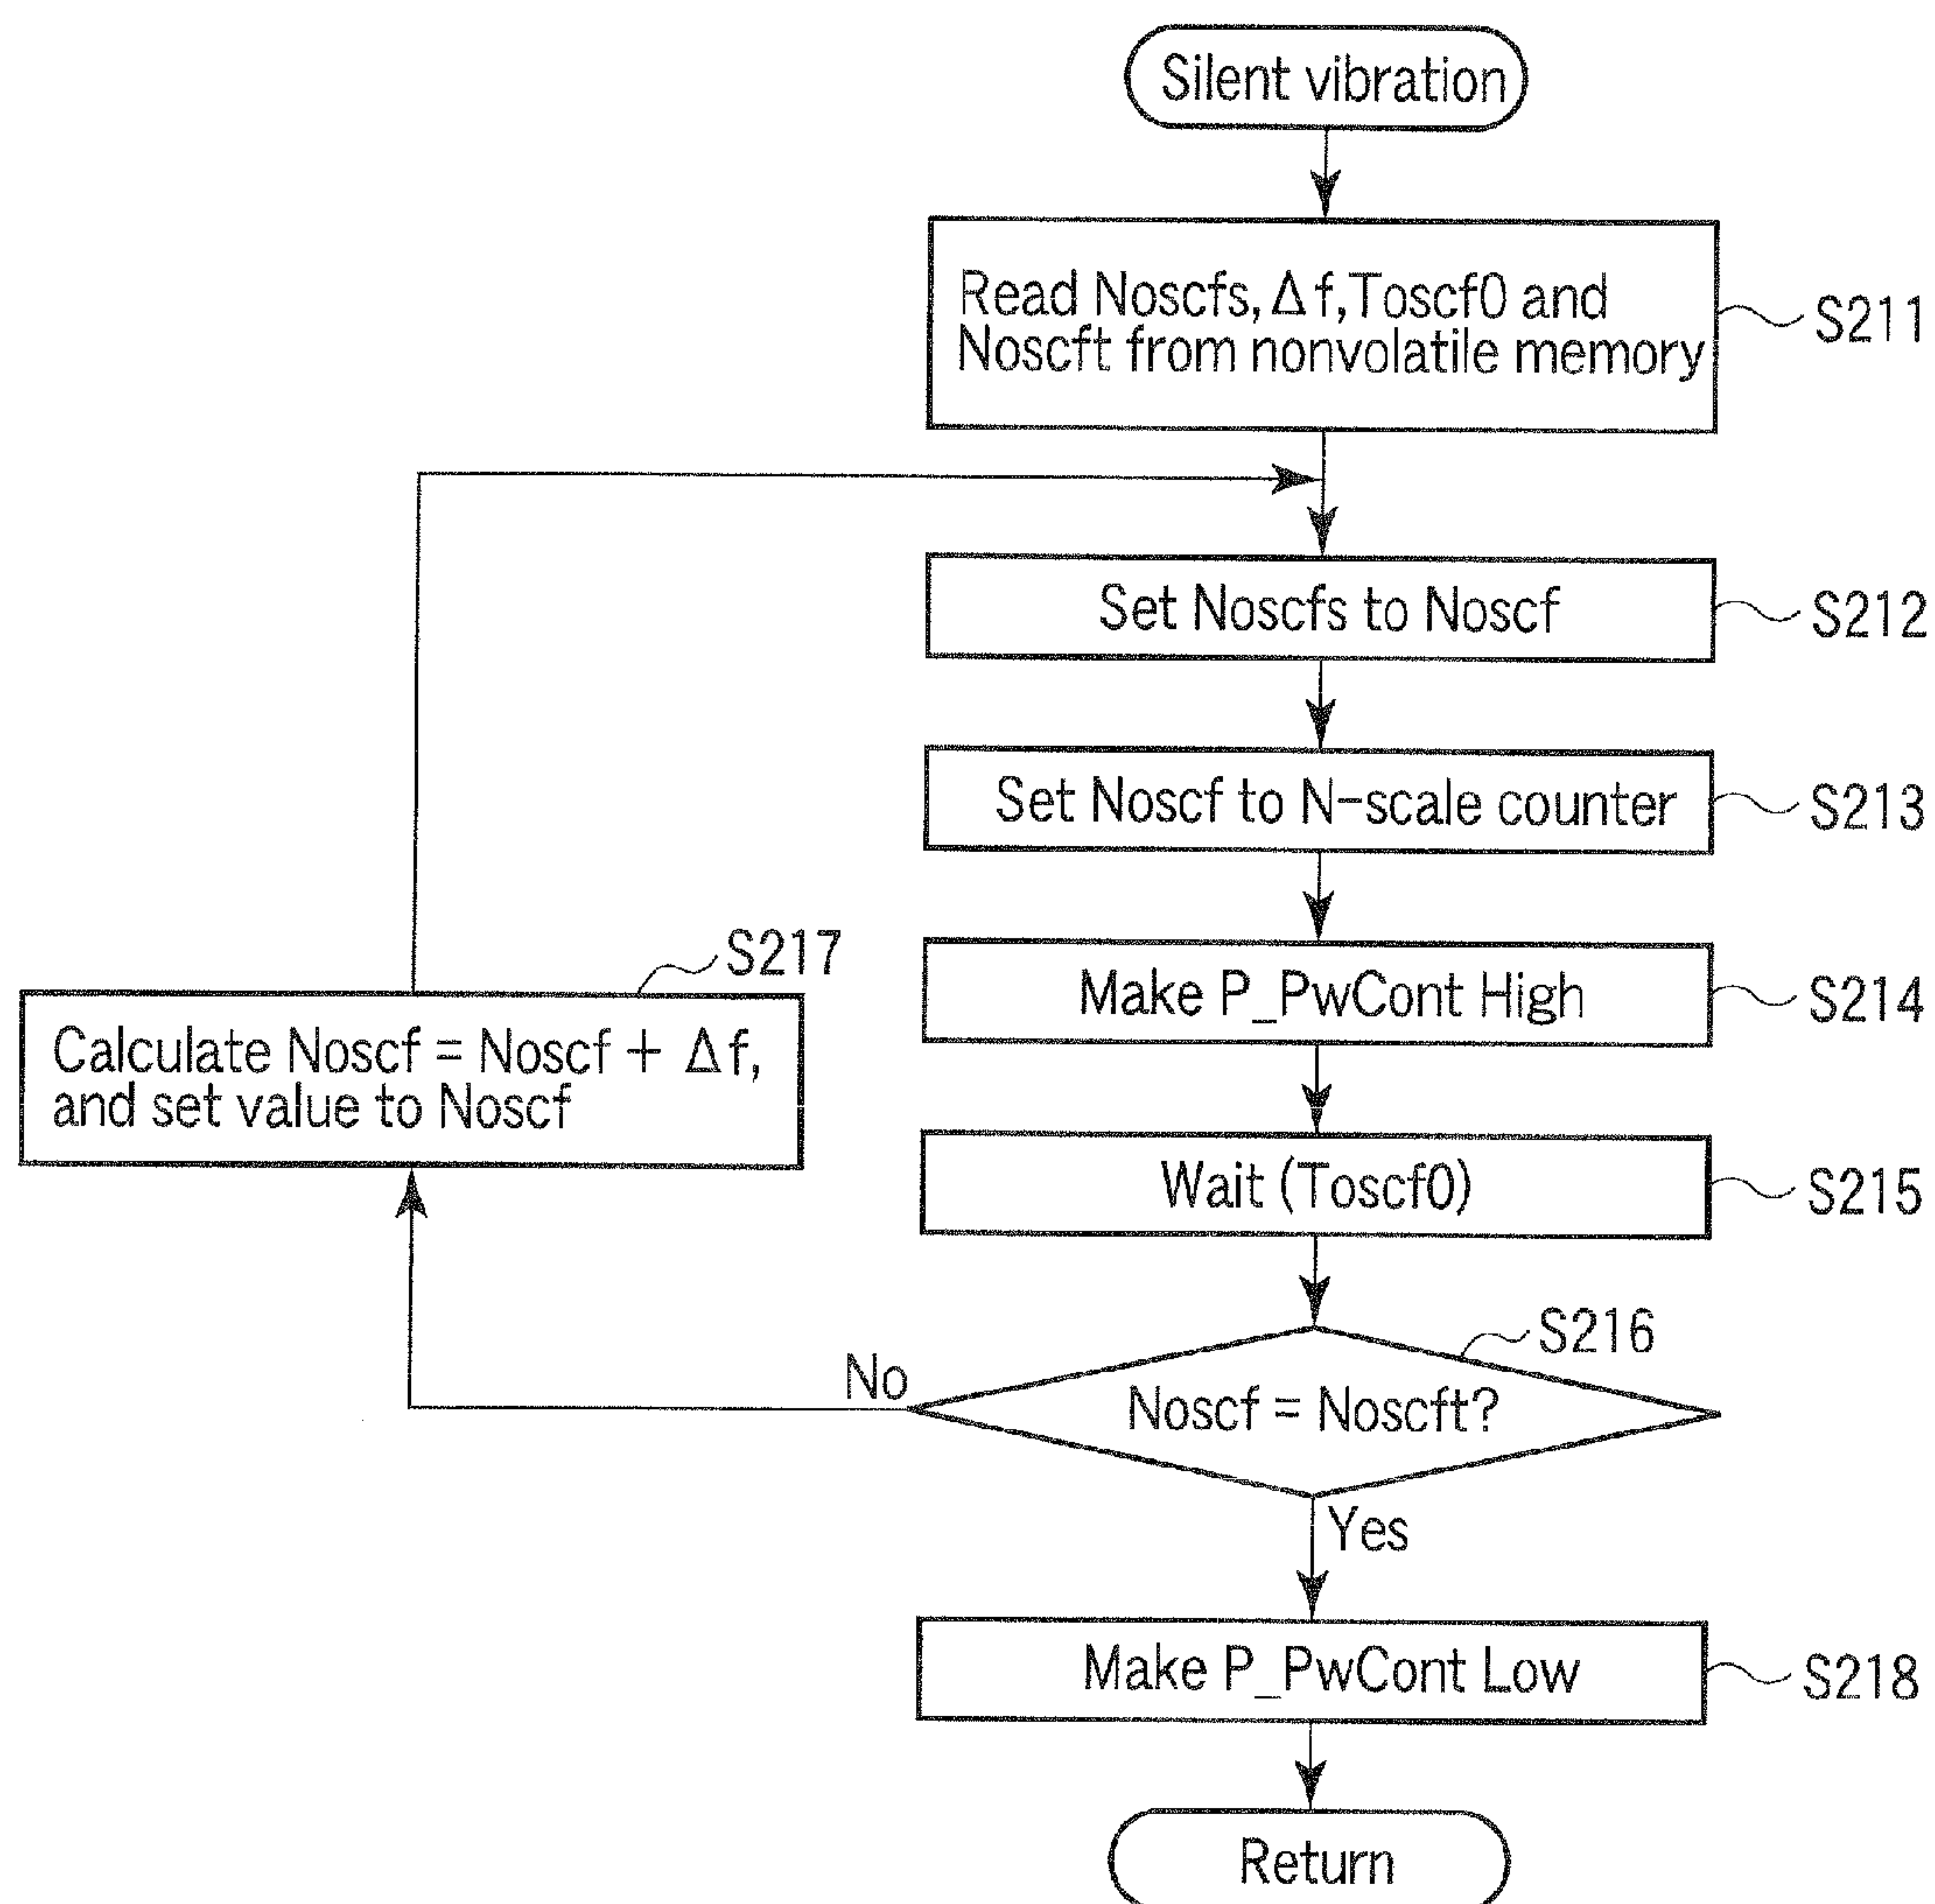 Silent vibration
Read Noscfs, Δf, Toscf0 and
Noscft from nonvolatile memory
S211
Set Noscfs to Noscf
S212
Set Noscf to N-scale counter
S213
Make P_PwCont High
S214
S217
Calculate Noscf = Noscf + Δf,
and set value to Noscf
Wait (Toscf0)
S215
S216
No
Noscf = Noscft?
Yes
Make P_PwCont Low
S218
Return